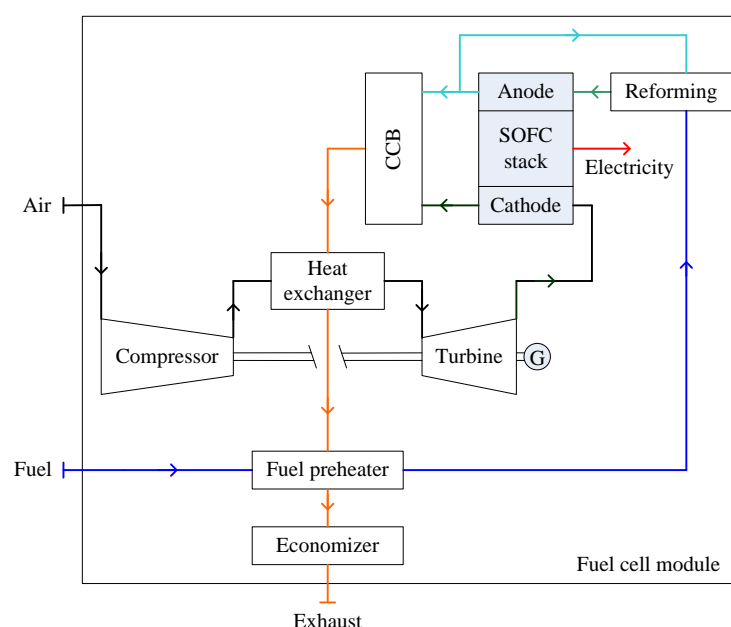 Anode
Reforming
CCB
SOFC
stack
Electricity
Air
Cathode
Heat
exchanger
Compressor
Turbine
G
Fuel
Fuel preheater
Economizer
Fuel cell module
Exhaust